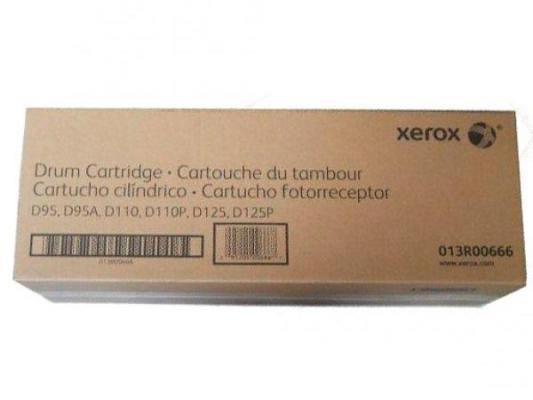 xerox
Drum Cartridge • Cartouche du tambour
Cartucho cilíndrico • Cartucho fotorreceptor
D95, D95A, D110, D110P, D125, D125P
013R00666
013R00666
www.xerox.com